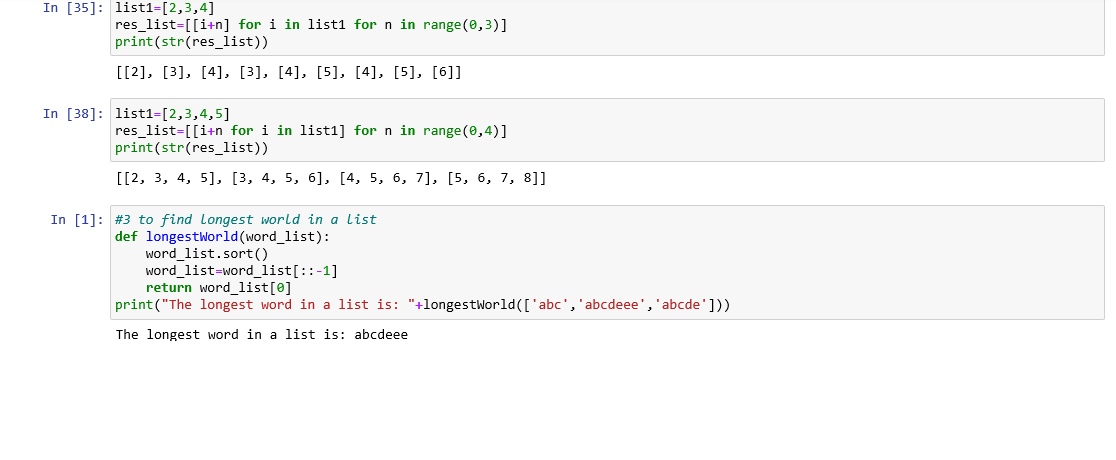 In [35]: list1=[2,3,4]
res_list=[[i+n] for i in list1 for n in range(0,3)]
print(str(res_list))
[[2], [3], [4], [3], [4], [5], [4], [5], [6]]
In [38]: list1=[2,3,4,5]
res_list=[[i+n for i in list1] for n in range(0,4)]
print(str(res_list))
[[2, 3, 4, 5], [3, 4, 5, 6], [4, 5, 6, 7], [5, 6, 7, 8]]
In [1]: #3 to find longest world in a list
def longestWorld(word_list):
    word_list.sort()
    word_list=word_list[::-1]
    return word_list[0]
print("The longest word in a list is: "+longestWorld(['abc','abcdeee','abcde']))
The longest word in a list is: abcdeee